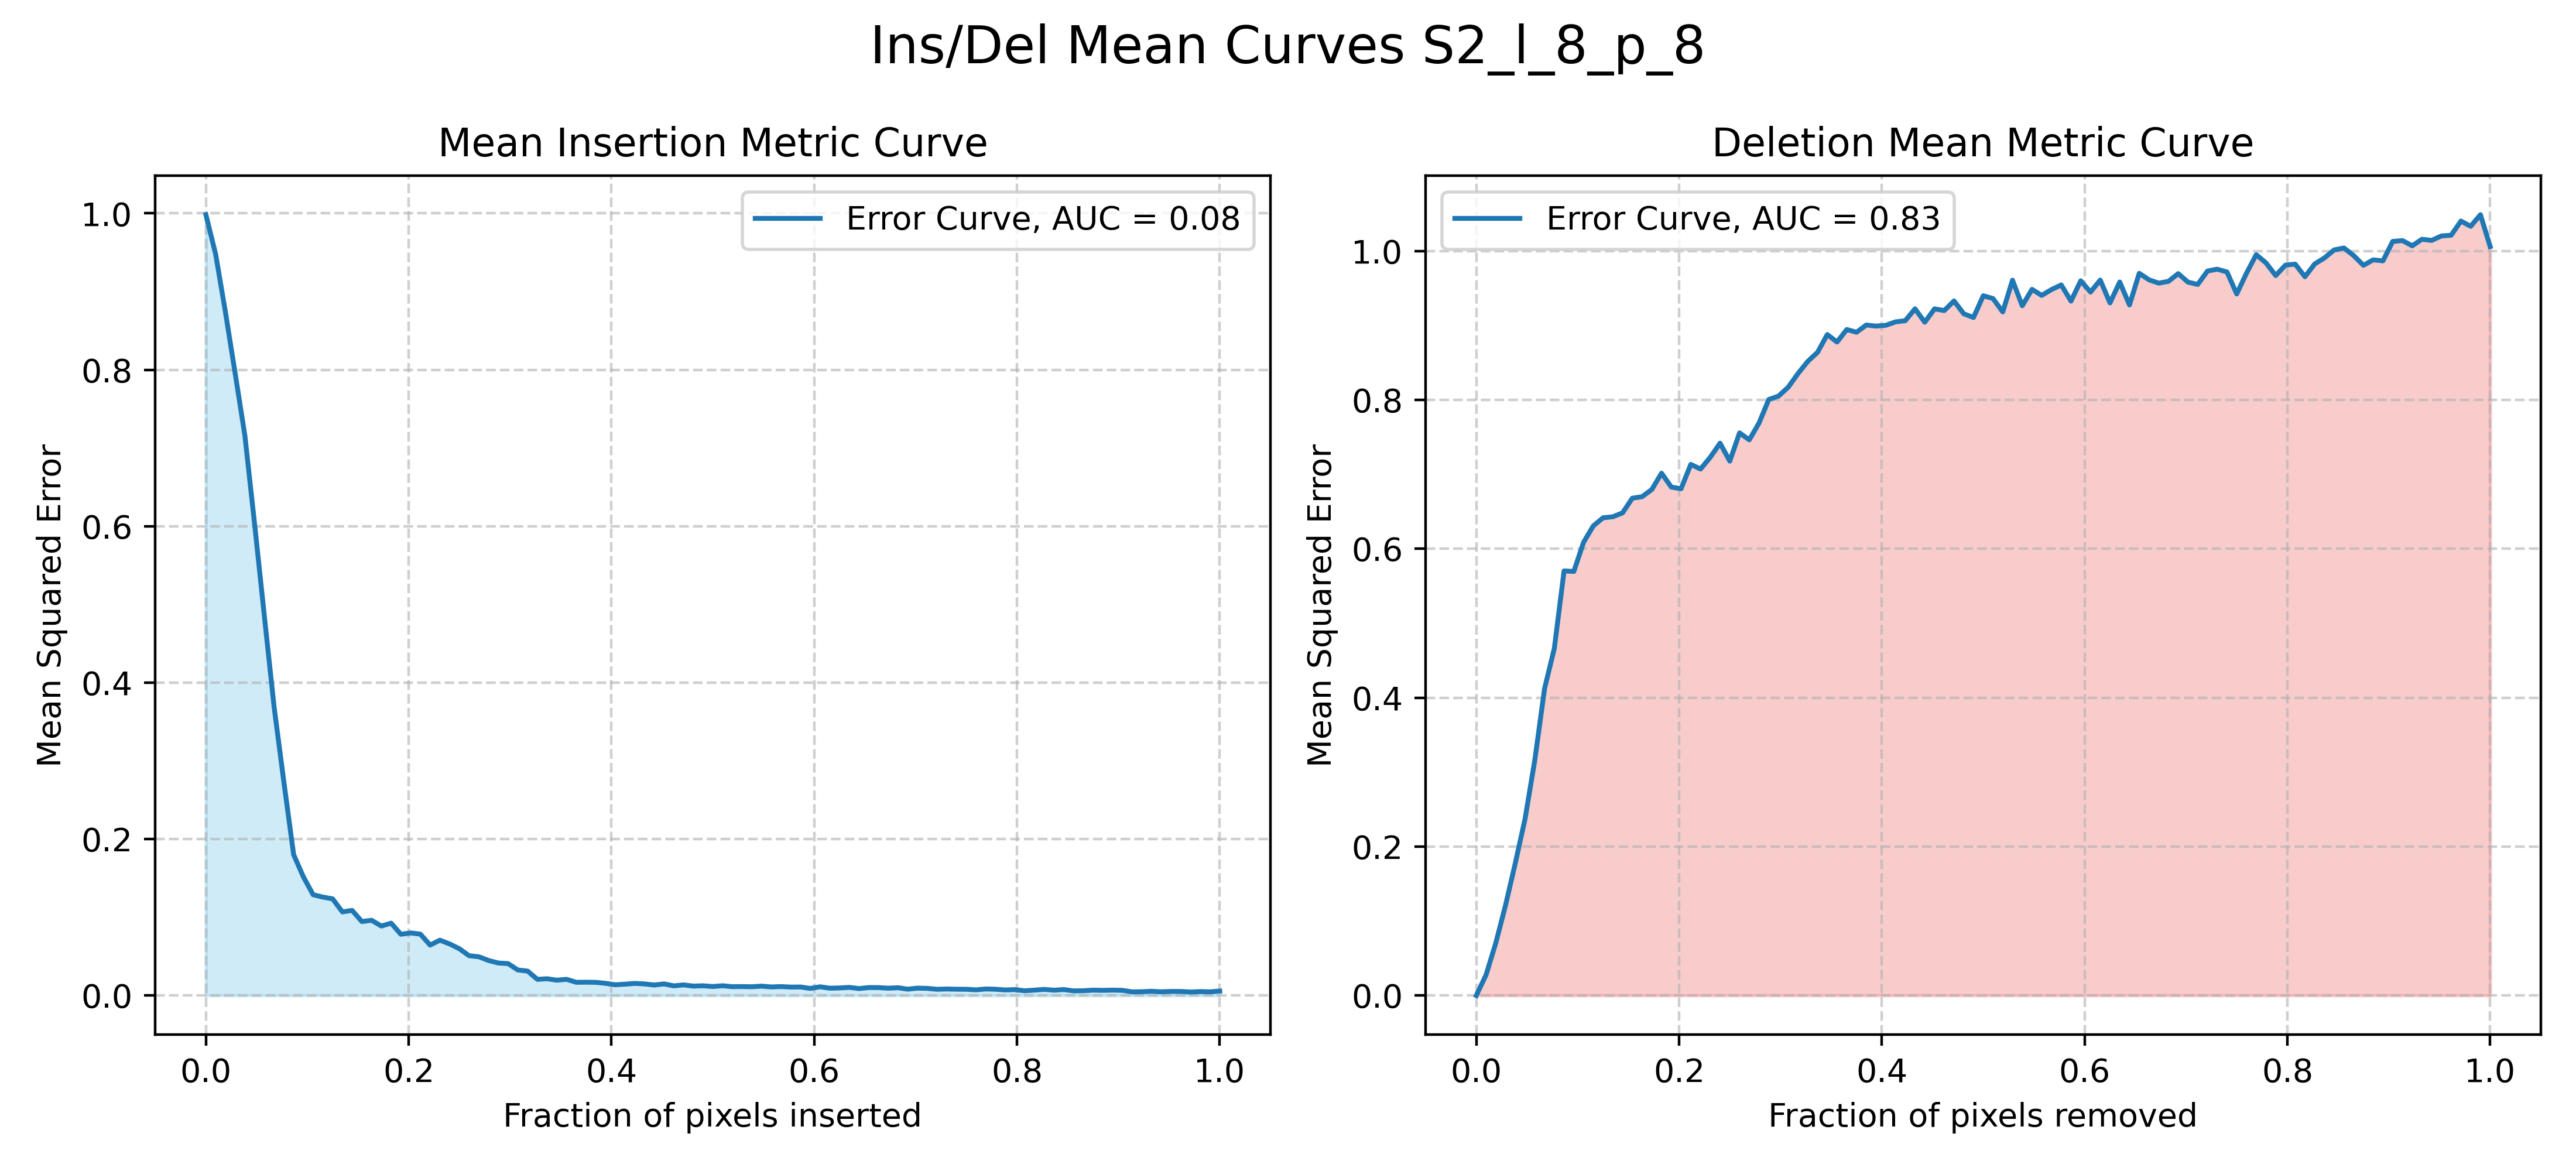 Ins/Del Mean Curves S2_l_8_p_8
Mean Insertion Metric Curve
Error Curve, AUC = 0.08
1.0
0.8
0.6
0.4
0.2
0.0
Mean Squared Error
0.0 0.2 0.4 0.6 0.8 1.0
Fraction of pixels inserted
Deletion Mean Metric Curve
Error Curve, AUC = 0.83
1.0
0.8
0.6
0.4
0.2
0.0
Mean Squared Error
0.0 0.2 0.4 0.6 0.8 1.0
Fraction of pixels removed